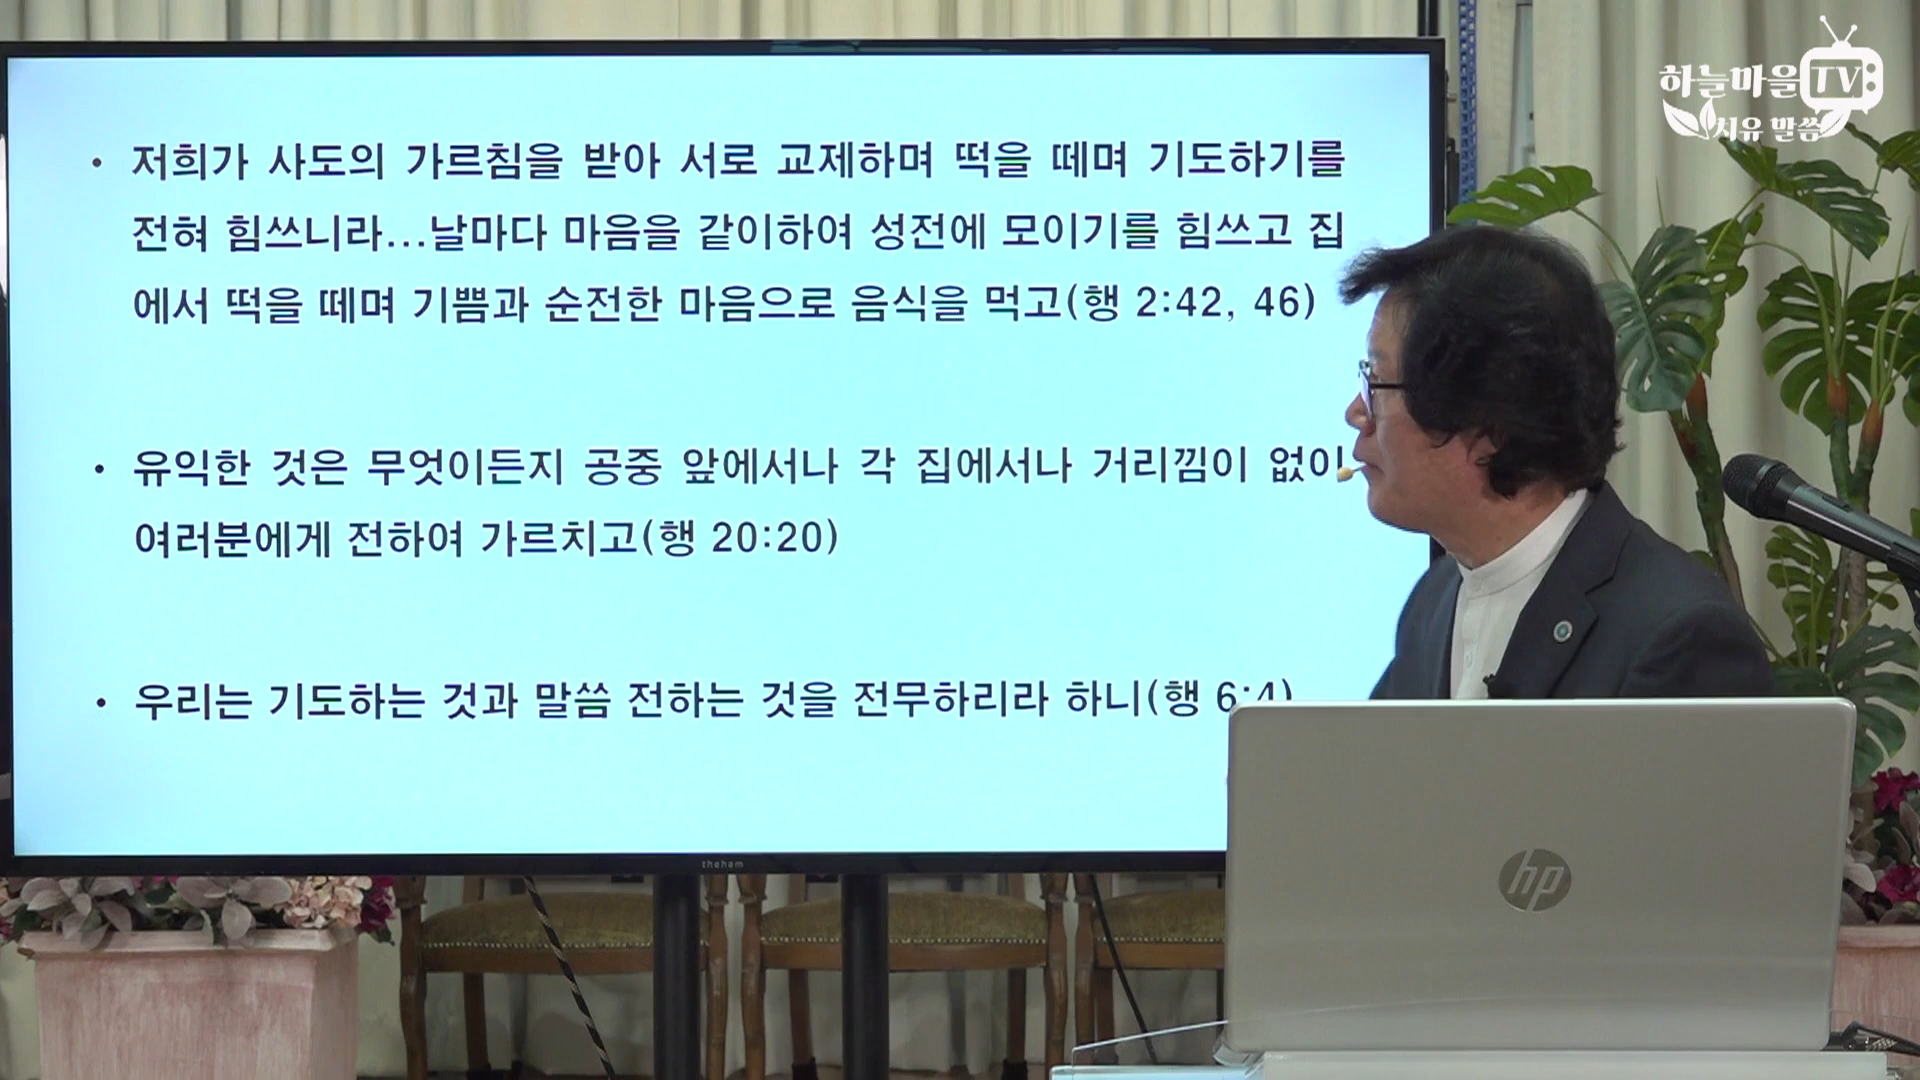 하늘마을 TV
치유 말씀
• 저희가 사도의 가르침을 받아 서로 교제하며 떡을 떼며 기도하기를
전혀 힘쓰니라...날마다 마음을 같이하여 성전에 모이기를 힘쓰고 집
에서 떡을 떼며 기쁨과 순전한 마음으로 음식을 먹고(행 2:42, 46)
• 유익한 것은 무엇이든지 공중 앞에서나 각 집에서나 거리낌이 없이
여러분에게 전하여 가르치고(행 20:20)
• 우리는 기도하는 것과 말씀 전하는 것을 전무하리라 하니(행 6:4)
theham
hp